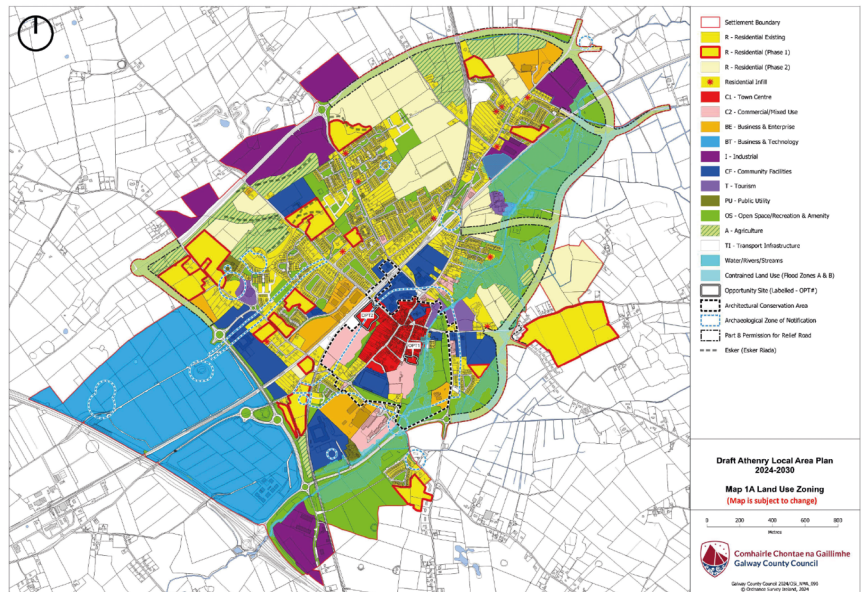 Settlement Boundary
R - Residential Existing
R - Residential (Phase 1)
R - Residential (Phase 2)
Residential Infill
C1 - Town Centre
C2 - Commercial/Mixed Use
BE - Business & Enterprise
BT - Business & Technology
I - Industrial
CF - Community Facilities
T - Tourism
PU - Public Utility
OS - Open Space/Recreation & Amenity
A - Agriculture
TI - Transport Infrastructure
Water/Rivers/Streams
Contrained Land Use (Flood Zones A & B)
Opportunity Site (Labelled - OPT#)
Architectural Conservation Area
Archaeological Zone of Notification
Part 8 Permission for Relief Road
Esker (Esker Riada)
OPT2
OPT1
Draft Athenry Local Area Plan
2024-2030
Map 1A Land Use Zoning
(Map is subject to change)
0 200 400 600 800
Metres
Comhairle Chontae na Gaillimhe
Galway County Council
© Ordnance Survey Ireland, 2024